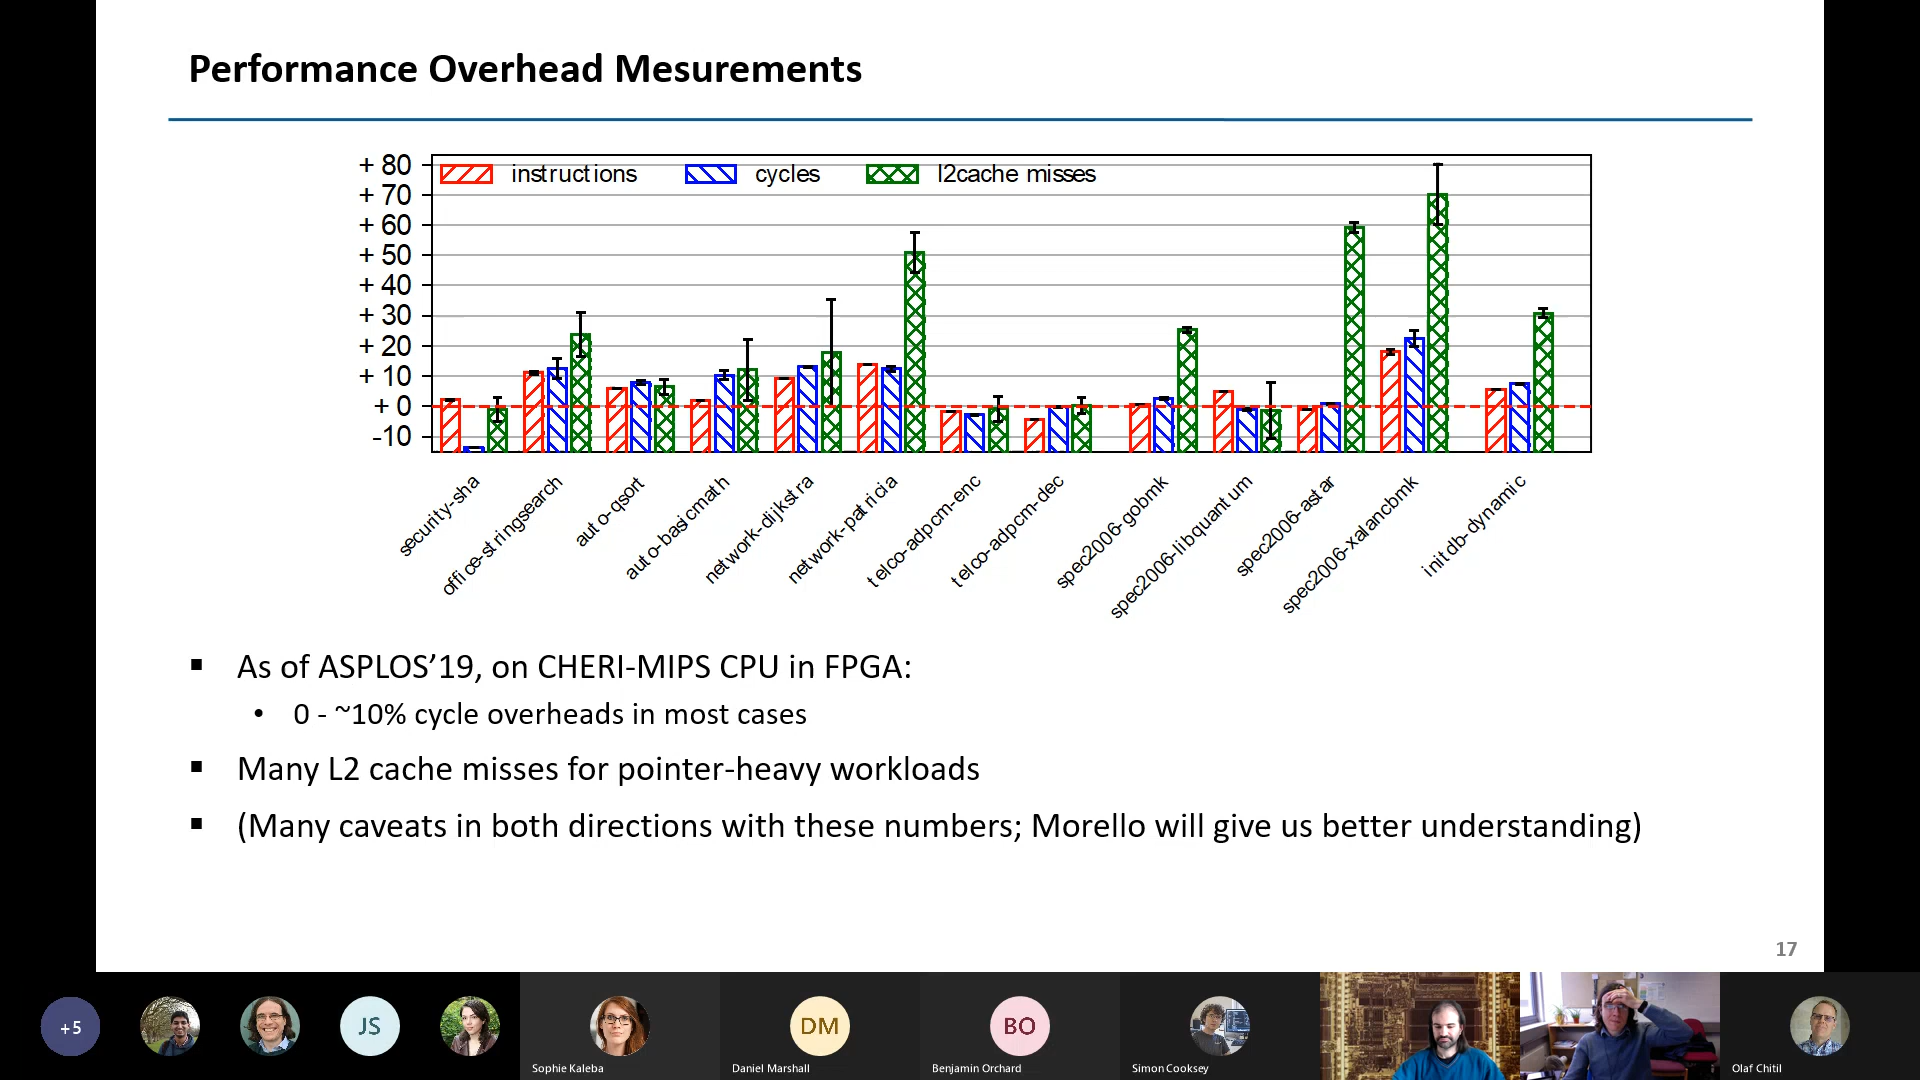 Performance Overhead Mesurements
+ 80
+ 70
+ 60
+ 50
+ 40
+ 30
+ 20
+ 10
+ 0
-10
instructions cycles l2cache misses
security-sha
office-stringsearch
auto-qsort
auto-basicmath
network-dijkstra
network-patricia
telco-adpcm-enc
telco-adpcm-dec
spec2006-gobmk
spec2006-libquantum
spec2006-astar
spec2006-xalancbmk
initdb-dynamic
▪ As of ASPLOS’19, on CHERI-MIPS CPU in FPGA:
• 0 - ~10% cycle overheads in most cases
▪ Many L2 cache misses for pointer-heavy workloads
▪ (Many caveats in both directions with these numbers; Morello will give us better understanding)
17
+5
JS
DM
BO
Sophie Kaleba
Daniel Marshall
Benjamin Orchard
Simon Cooksey
Olaf Chitil